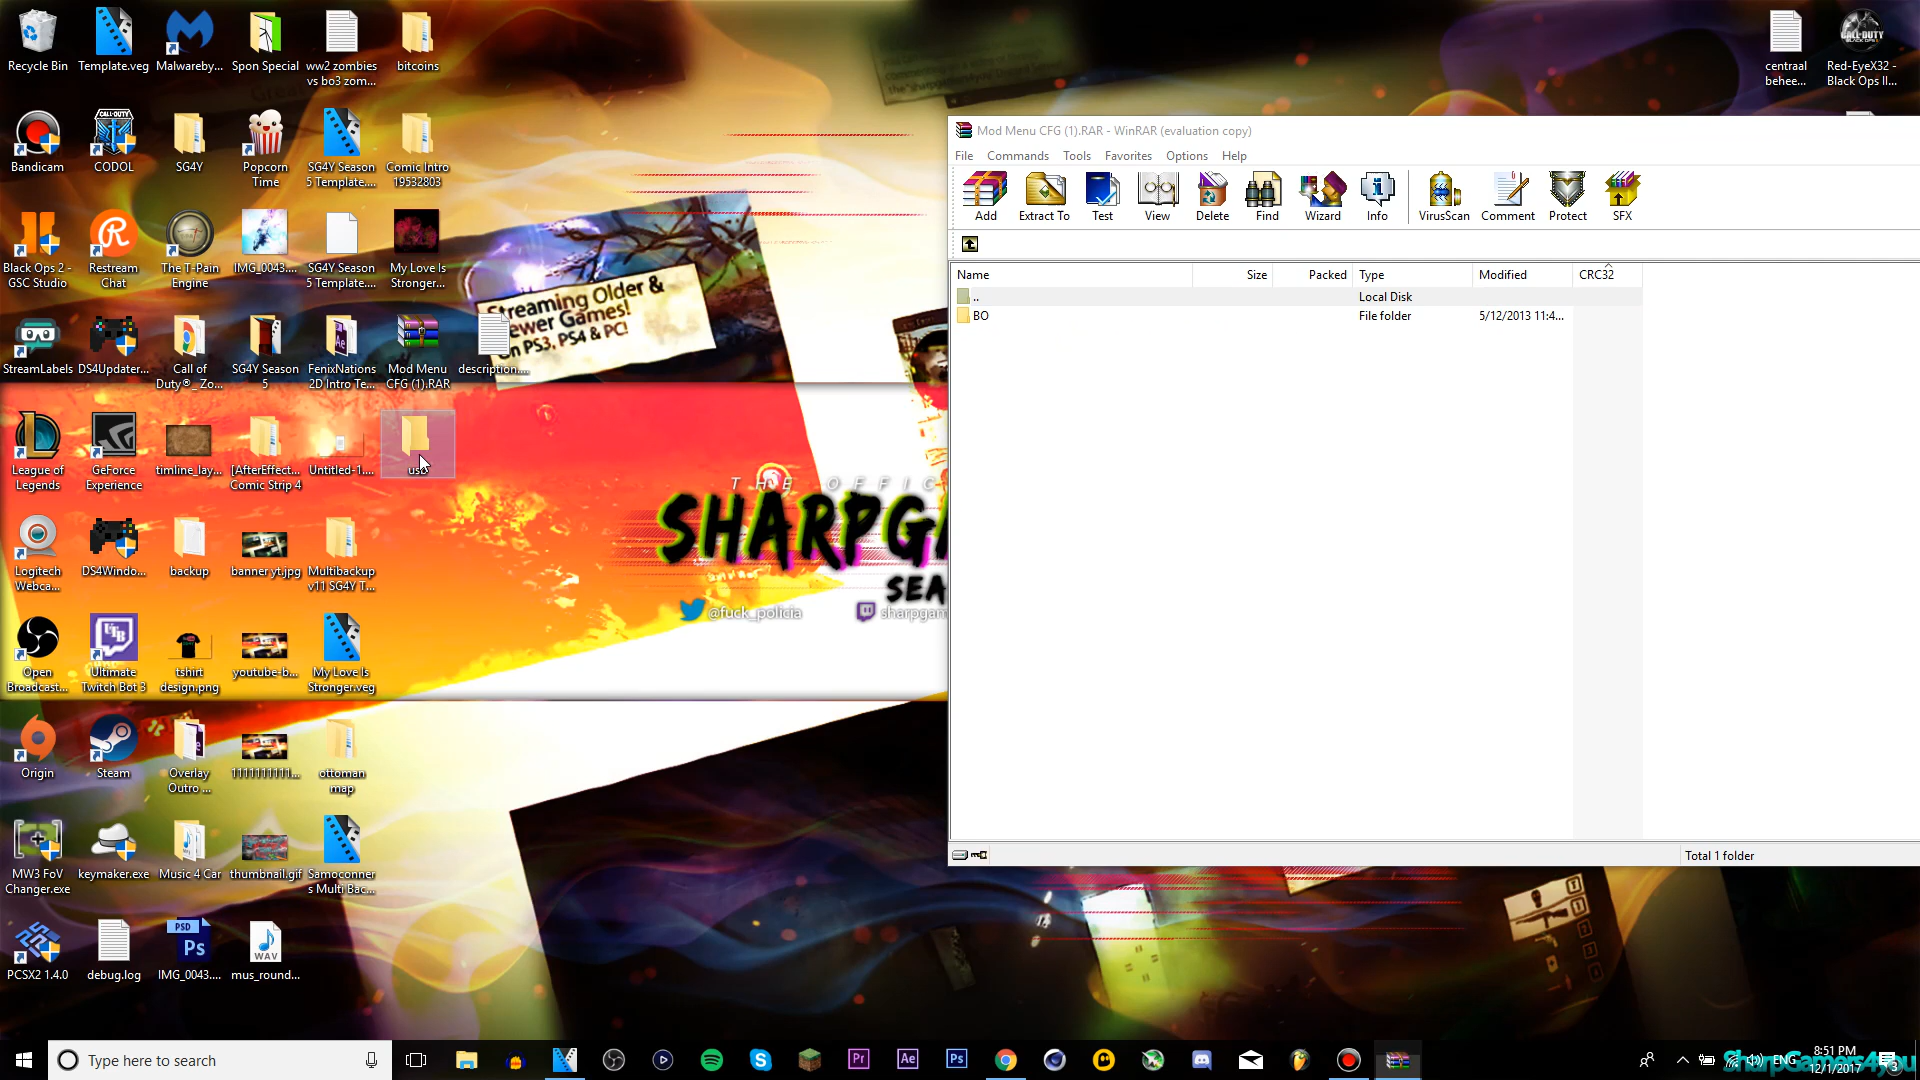 Recycle Bin
Template.veg
Malwareby...
Spon Special
ww2 zombies
vs bo3 zom...
bitcoins
centraal
behee...
Red-EyeX32 -
Black Ops II...
Bandicam
CODOL
SG4Y
Popcorn
Time
SG4Y Season
5 Template....
Comic Intro
19532803
Black Ops 2 -
GSC Studio
Restream
Chat
The T-Pain
Engine
IMG_0043....
SG4Y Season
5 Template....
My Love Is
Stronger...
StreamLabels
DS4Updater...
Call of
Duty®_ Zo...
SG4Y Season
5
FenixNations
2D Intro Te...
Mod Menu
CFG (1).RAR
description....
League of
Legends
GeForce
Experience
timline_lay...
[AfterEffect...
Comic Strip 4
Untitled-1....
Logitech
Webca...
DS4Windo...
backup
banner yt.jpg
Multibackup
v11 SG4Y T...
Open
Broadcast...
Ultimate
Twitch Bot 3
tshirt
design.png
youtube-b...
My Love Is
Stronger.veg
Origin
Steam
Overlay
Outro ...
1111111111...
ottoman
map
MW3 FoV
Changer.exe
keymaker.exe
Music 4 Car
thumbnail.gif
Samoconner
s Multi Bac...
PCSX2 1.4.0
debug.log
IMG_0043....
mus_round...
Streaming Older &
Newer Games!
On PS3, PS4 & PC!
THE OFFIC
SHARPGA
SEA
@fuck_policia
sharpgam
Mod Menu CFG (1).RAR - WinRAR (evaluation copy)
File Commands Tools Favorites Options Help
Add Extract To Test View Delete Find Wizard Info VirusScan Comment Protect SFX
Name Size Packed Type Modified CRC32
.. Local Disk
BO File folder 5/12/2013 11:4...
Total 1 folder
Type here to search
ENG
8:51 PM
12/1/2017
3
SharpGamers4you